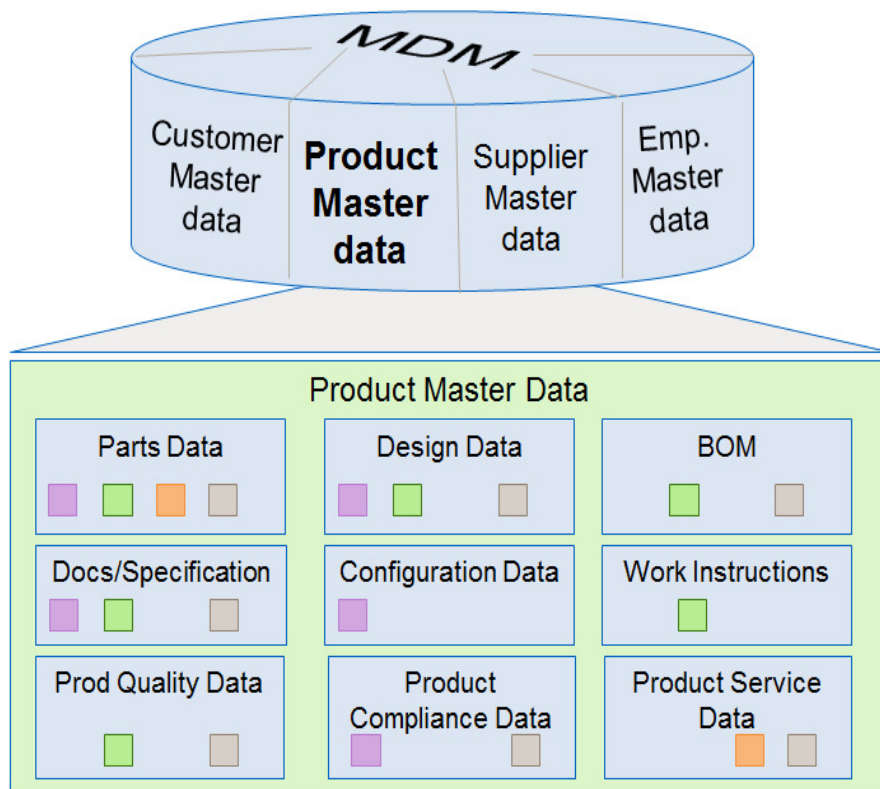 MDM
Customer
Master
data
Product
Master
data
Supplier
Master
data
Emp.
Master
data
Product Master Data
Parts Data
Design Data
BOM
Docs/Specification
Configuration Data
Work Instructions
Prod Quality Data
Product
Compliance Data
Product Service
Data